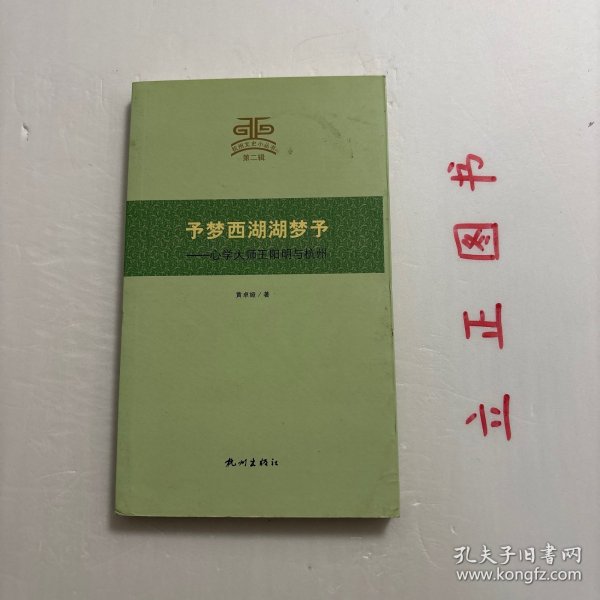 杭州文史小丛书
第二辑
予梦西湖湖梦予
——心学大师王阳明与杭州
黄卓娅/著
杭州出版社
立正图书
孔夫子旧书网
www.kongfz.com